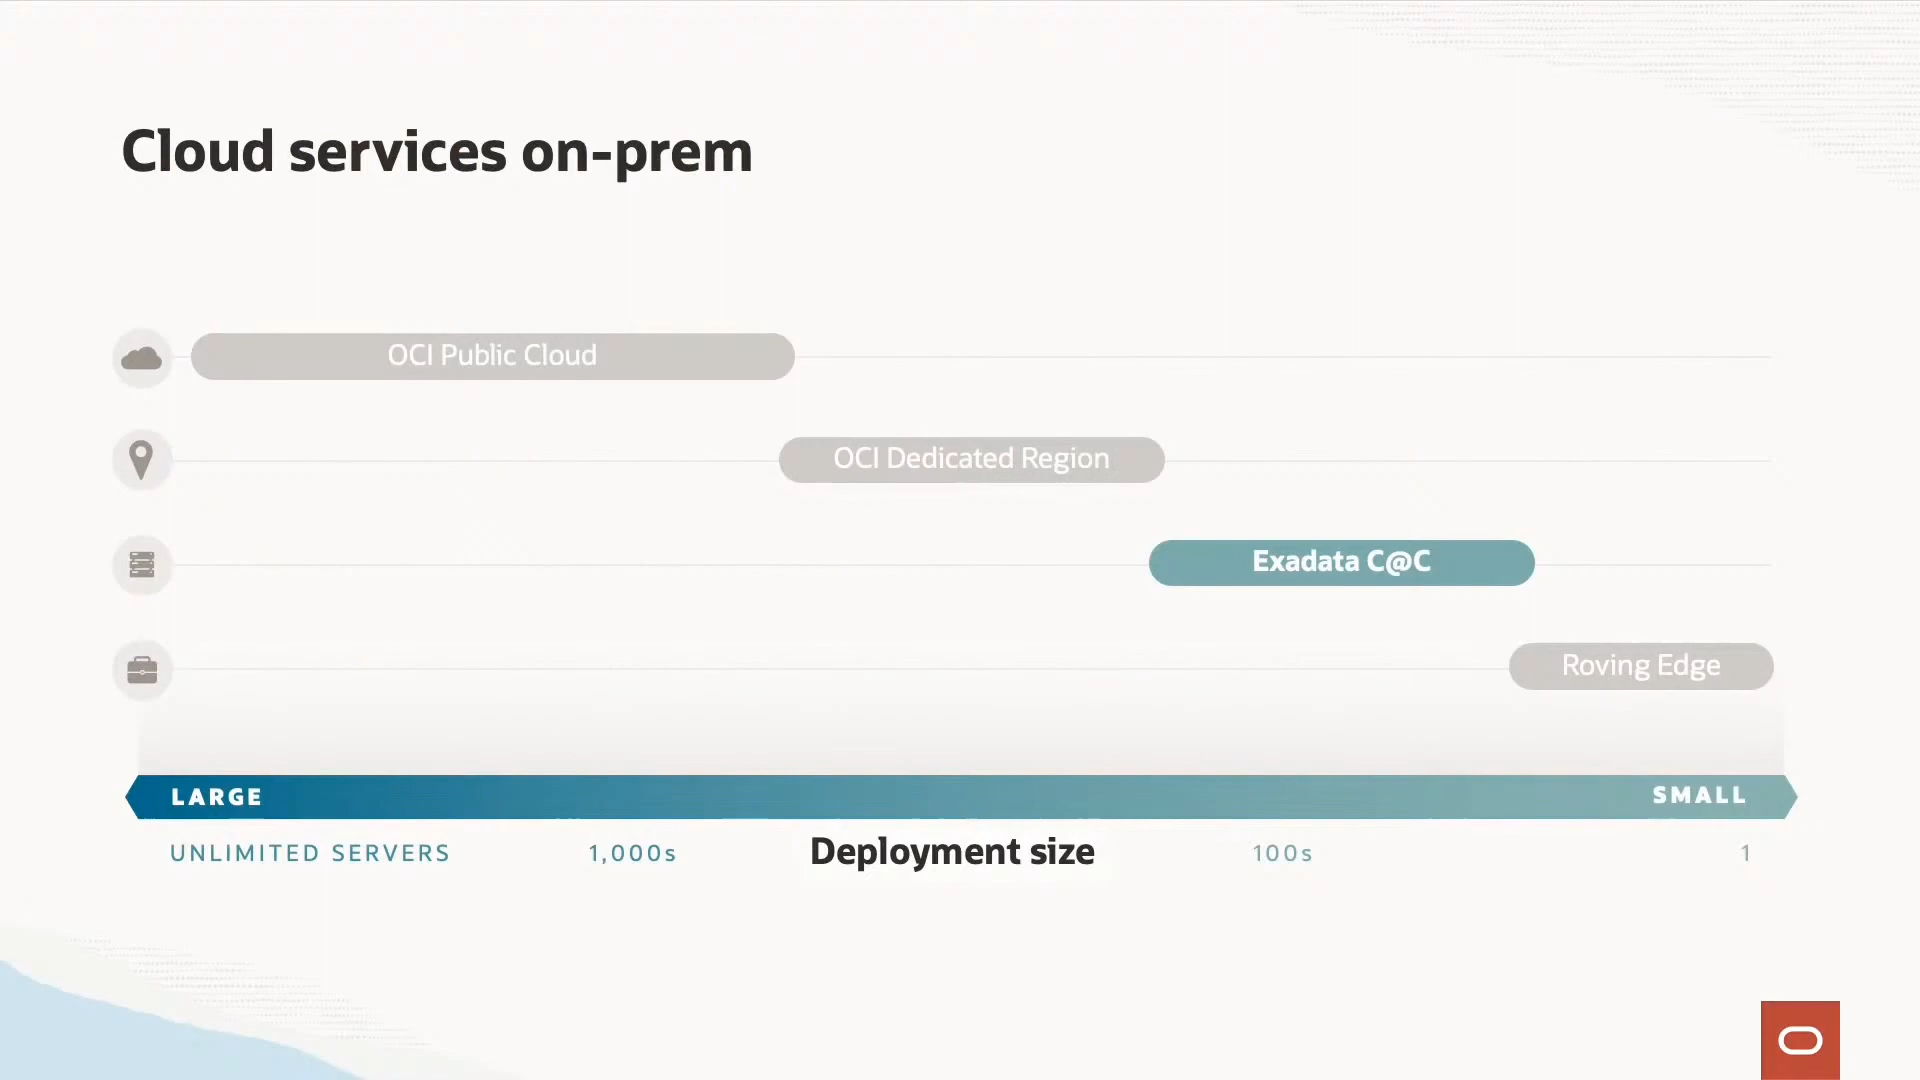 Cloud services on-prem
OCI Public Cloud
OCI Dedicated Region
Exadata C@C
Roving Edge
LARGE
SMALL
UNLIMITED SERVERS
1,000s
Deployment size
100s
1